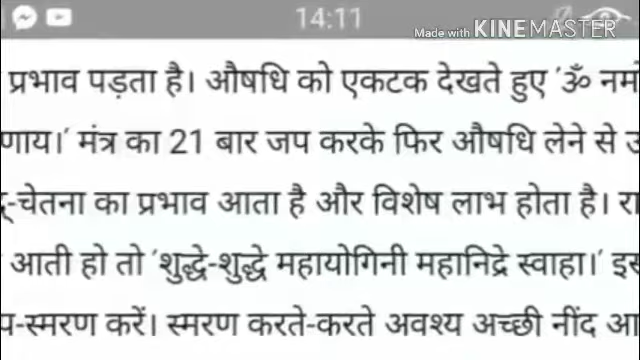 14:11
Made with KINEMASTER
प्रभाव पड़ता है। औषधि को एकटक देखते हुए 'ॐ
मंत्र का 21 बार जप करके फिर औषधि लेने से
चेतना का प्रभाव आता है और विशेष लाभ होता है।
आती हो तो 'शुद्धे-शुद्धे महायोगिनी महानिद्रे स्वाहा।'
स्मरण करें। स्मरण करते-करते अवश्य अच्छी नींद